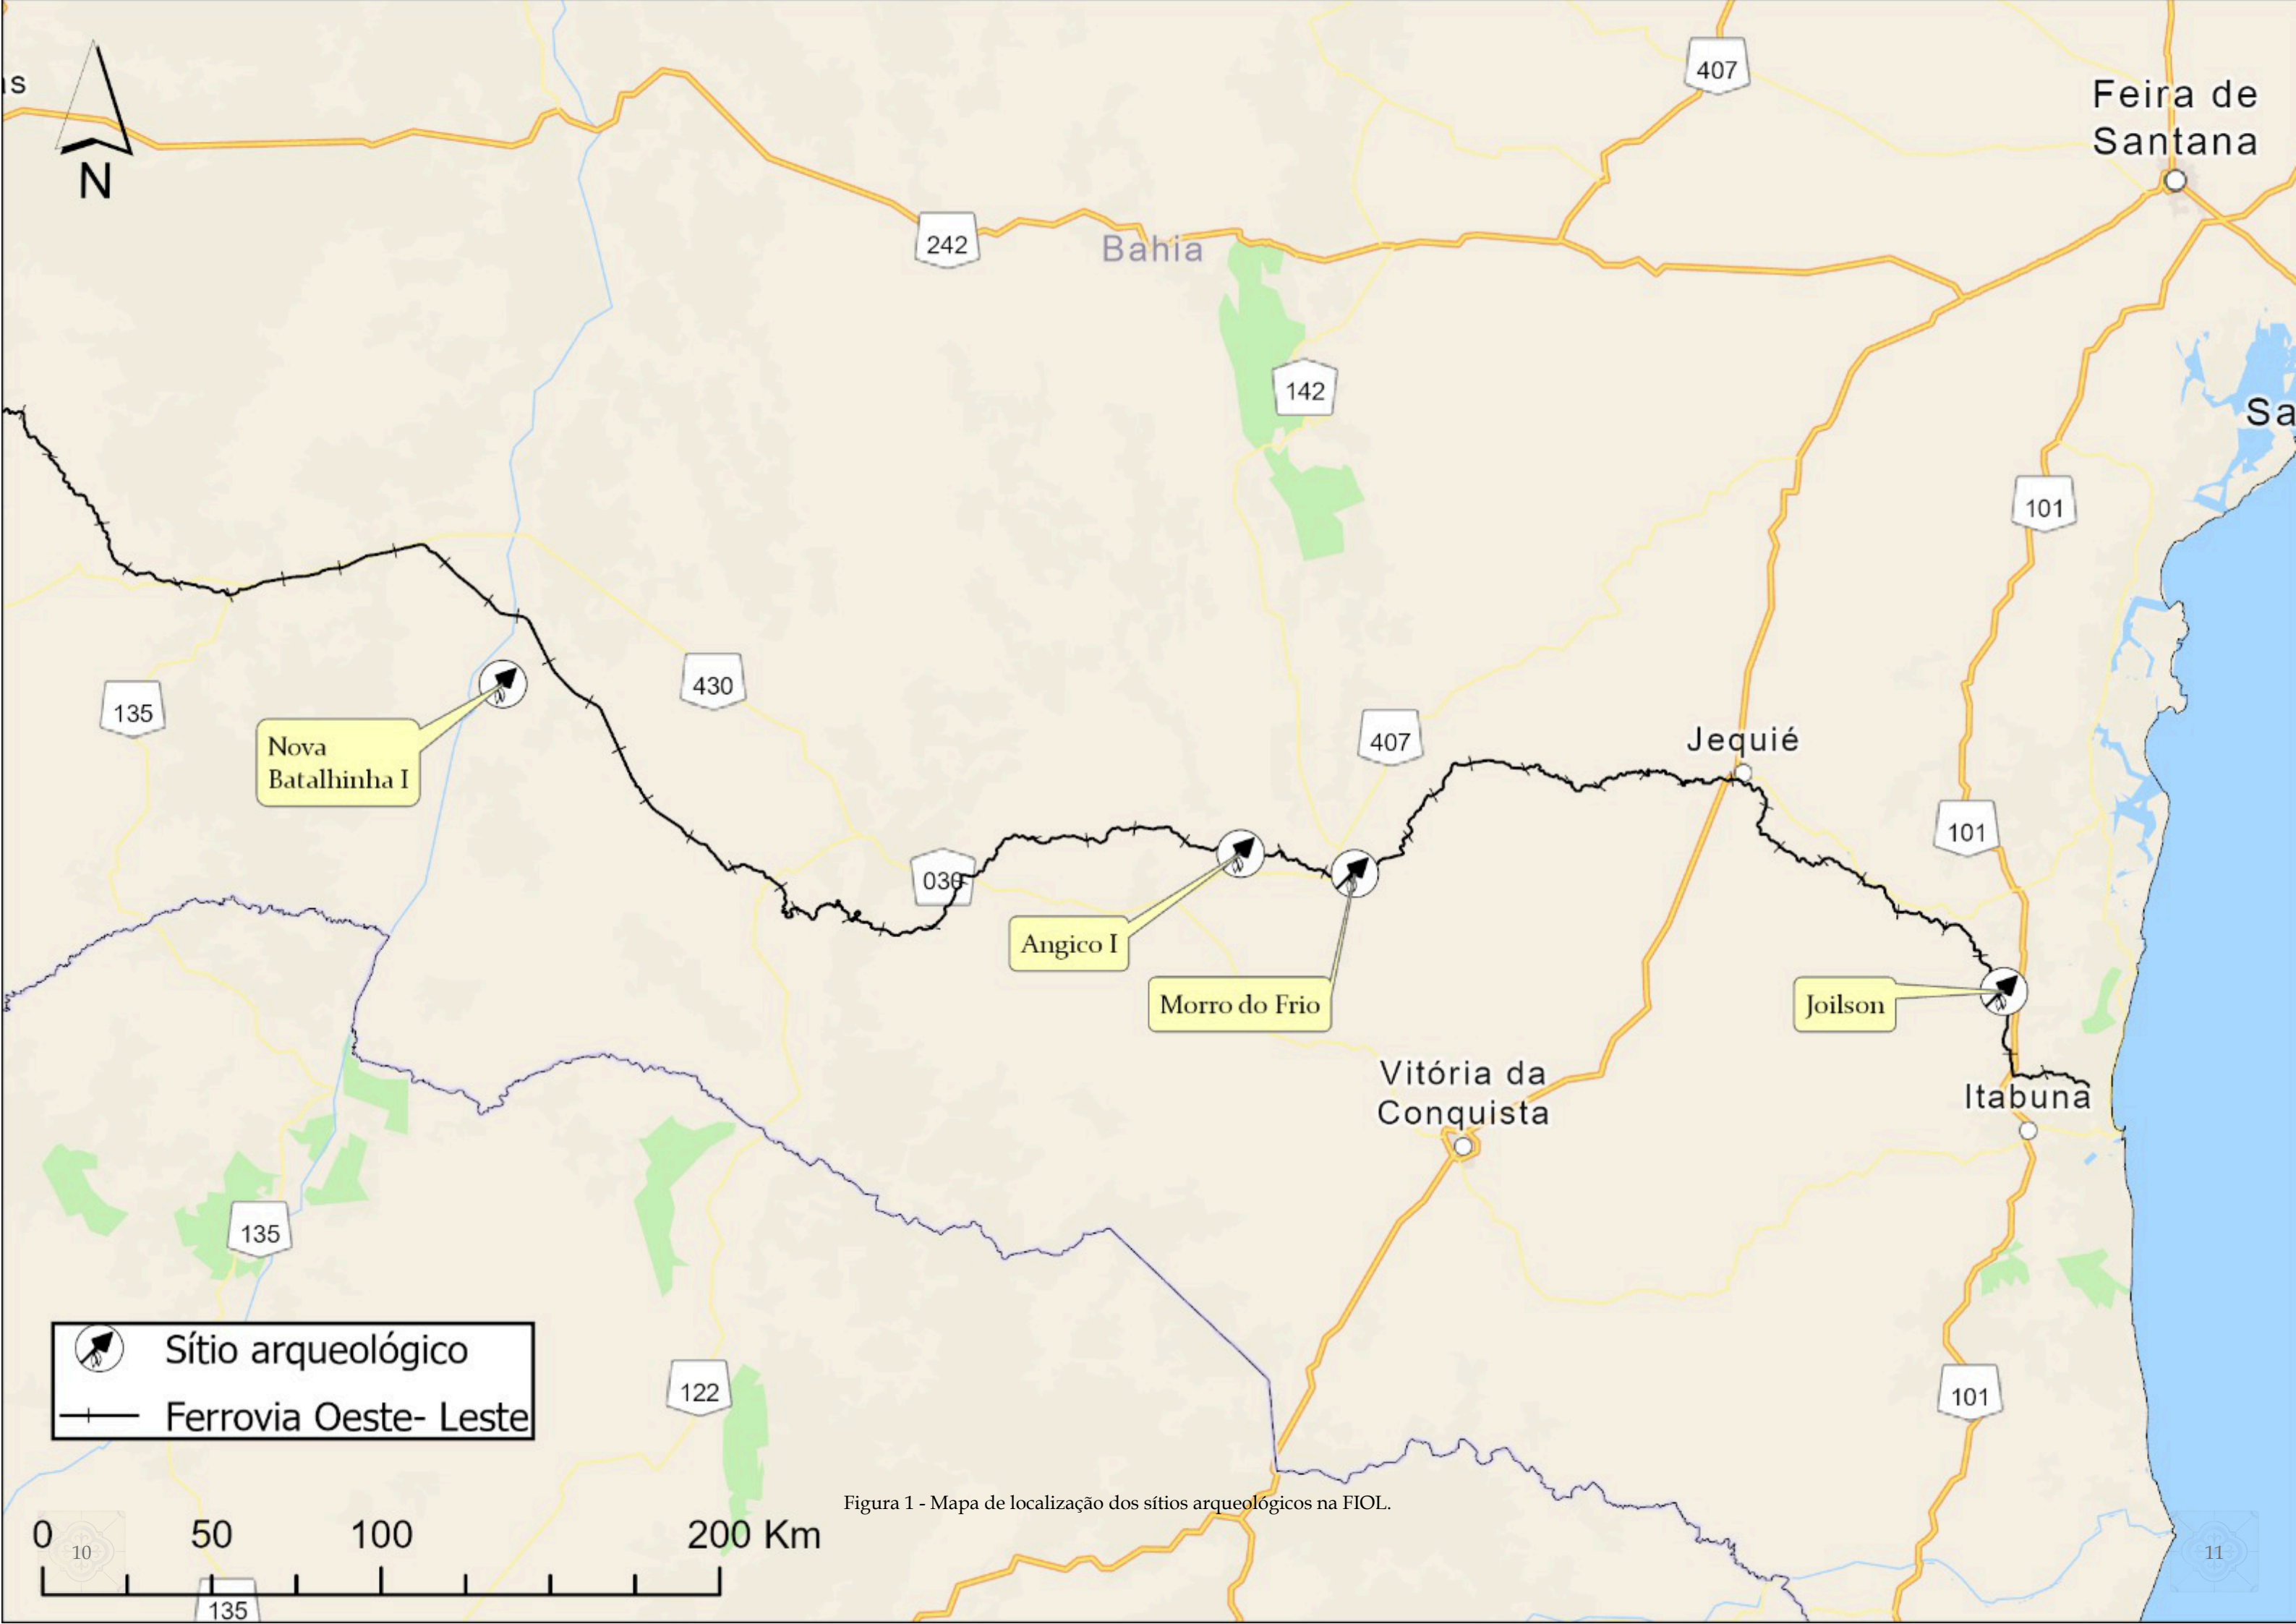 407
Feira de
Santana
s
N
242
Bahia
142
Sa
101
135
430
Nova
Batalhinha I
407
Jequié
101
030
Angico I
Morro do Frio
Joilson
Vitória da
Conquista
Itabuna
135
Sítio arqueológico
Ferrovia Oeste- Leste
122
101
Figura 1 - Mapa de localização dos sítios arqueológicos na FIOL.
0 50 100 200 Km
10
11
135